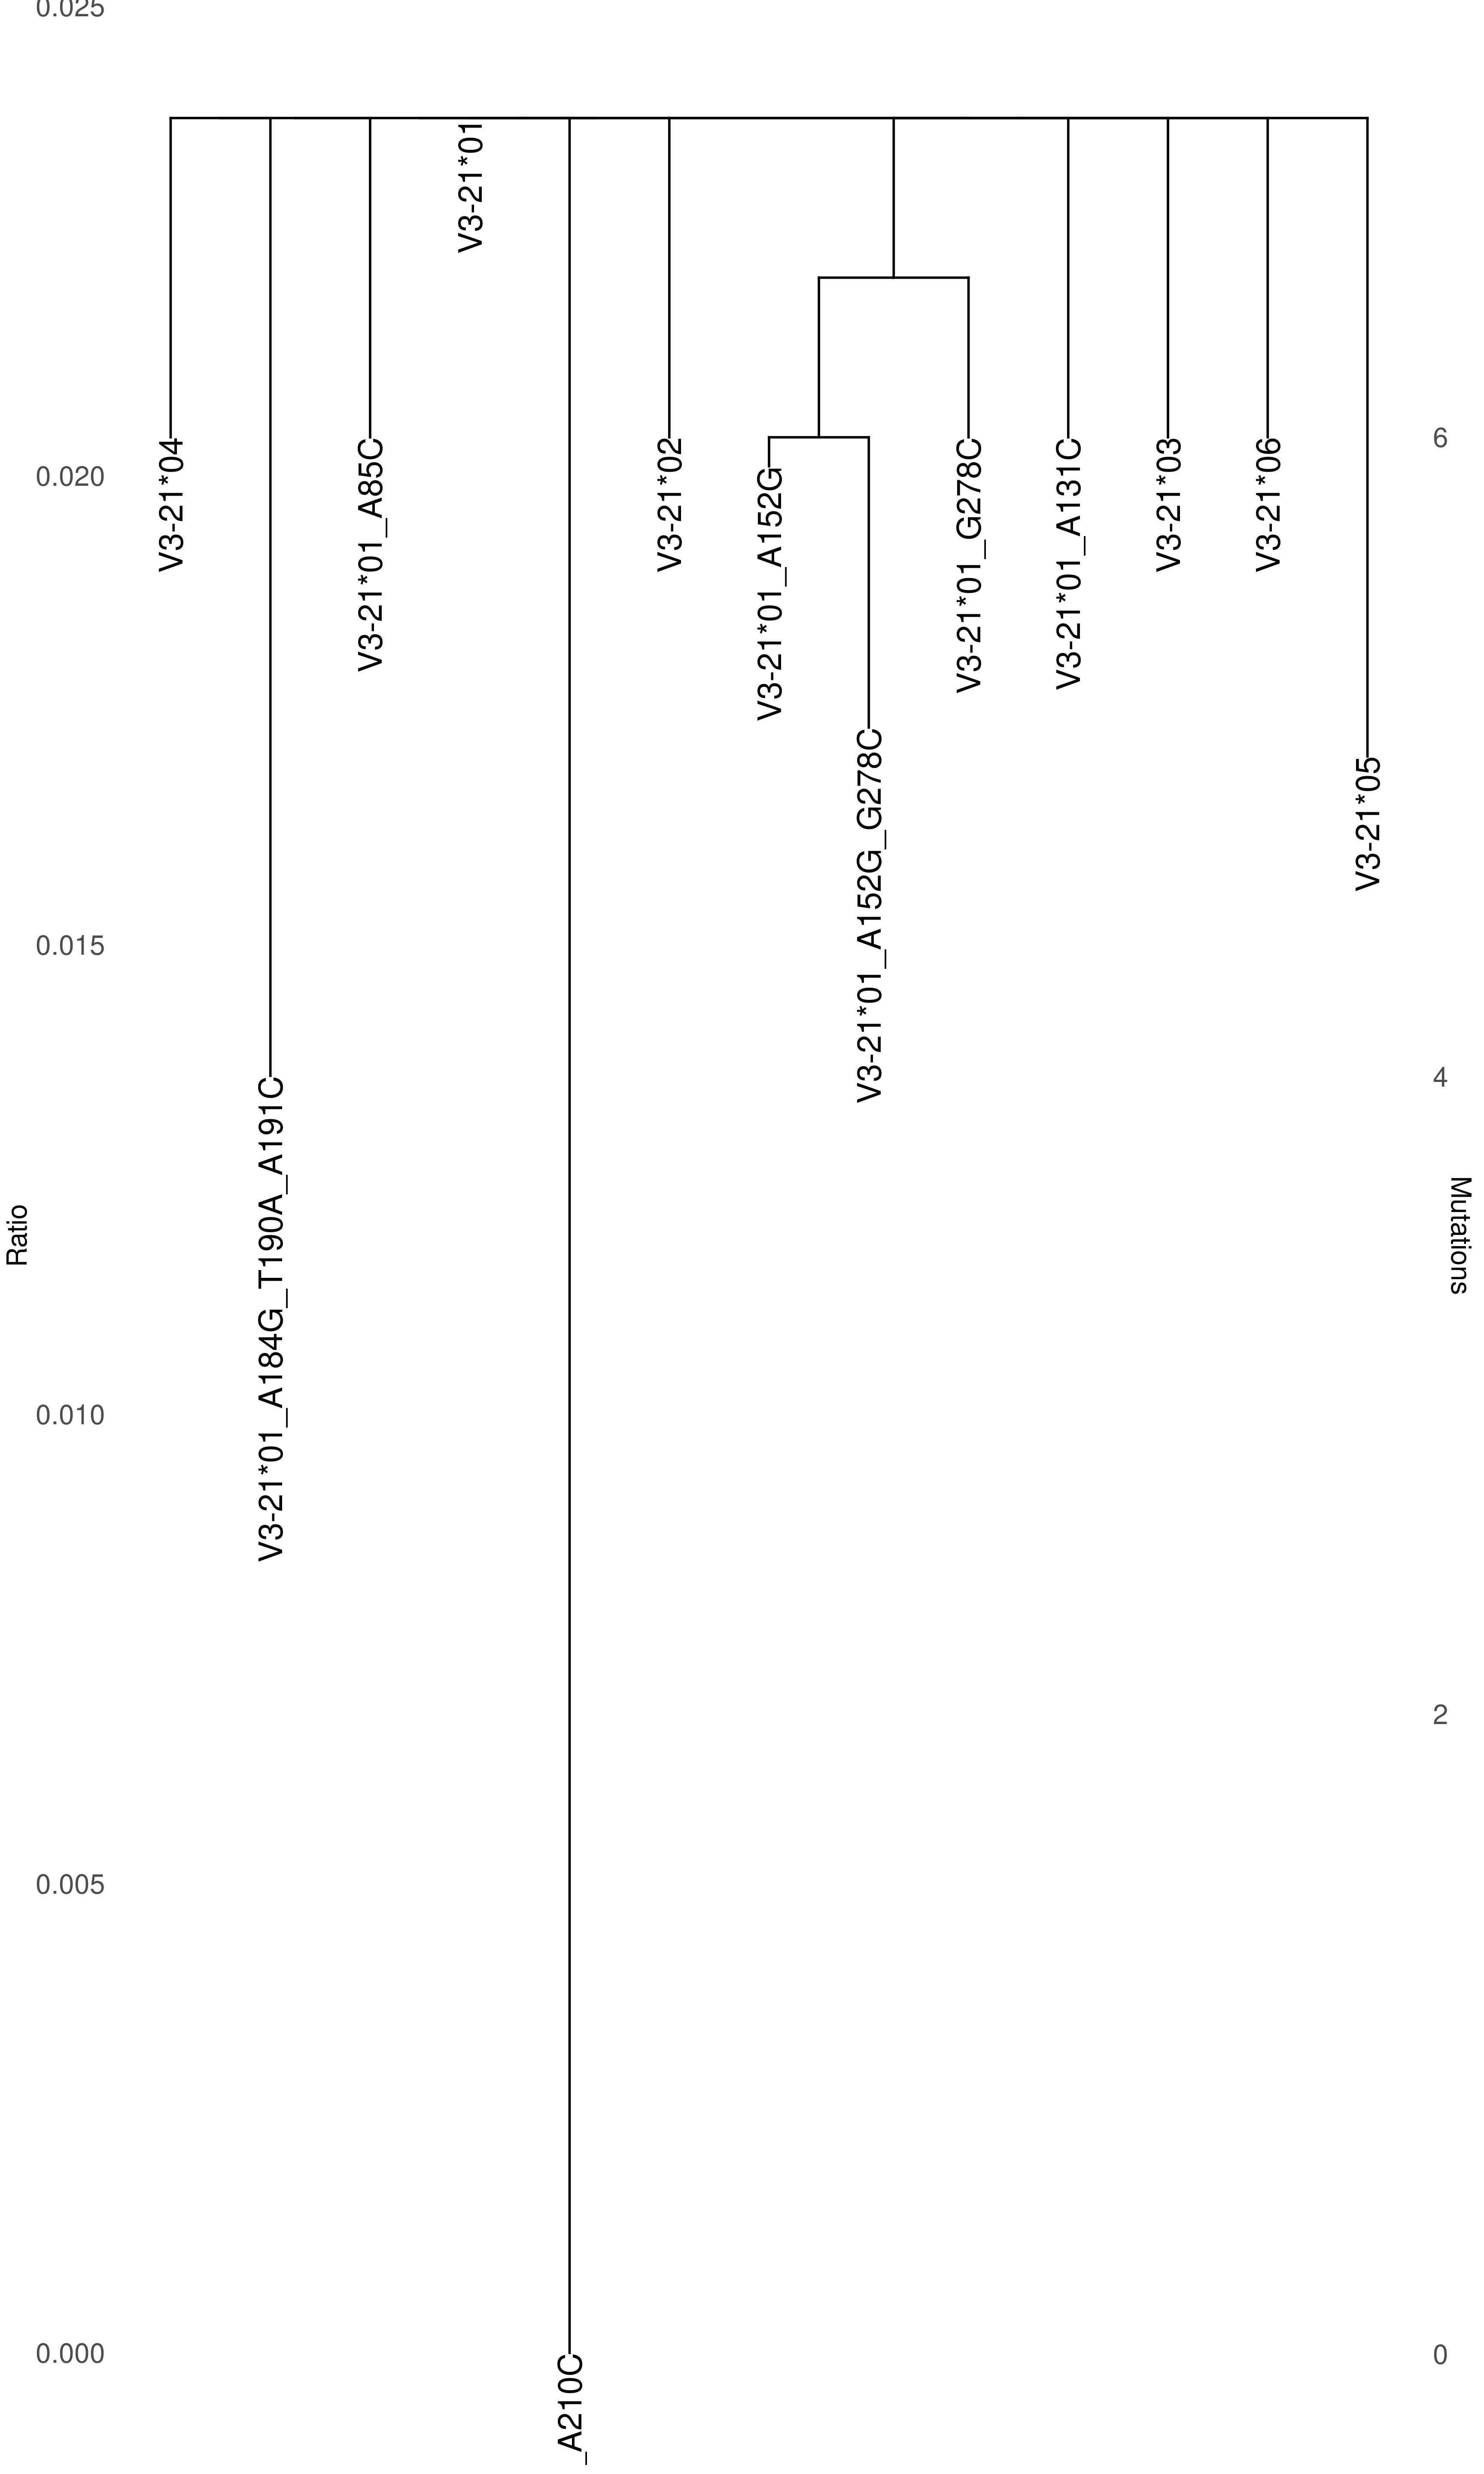 0.025
0.020
0.015
0.010
0.005
0.000
Ratio
V3-21*04
V3-21*01_A184G_T190A_A191C
V3-21*01_A85C
V3-21*01
_A210C
V3-21*02
V3-21*01_A152G
V3-21*01_A152G_G278C
V3-21*01_G278C
V3-21*01_A131C
V3-21*03
V3-21*06
V3-21*05
6
4
2
0
Mutations